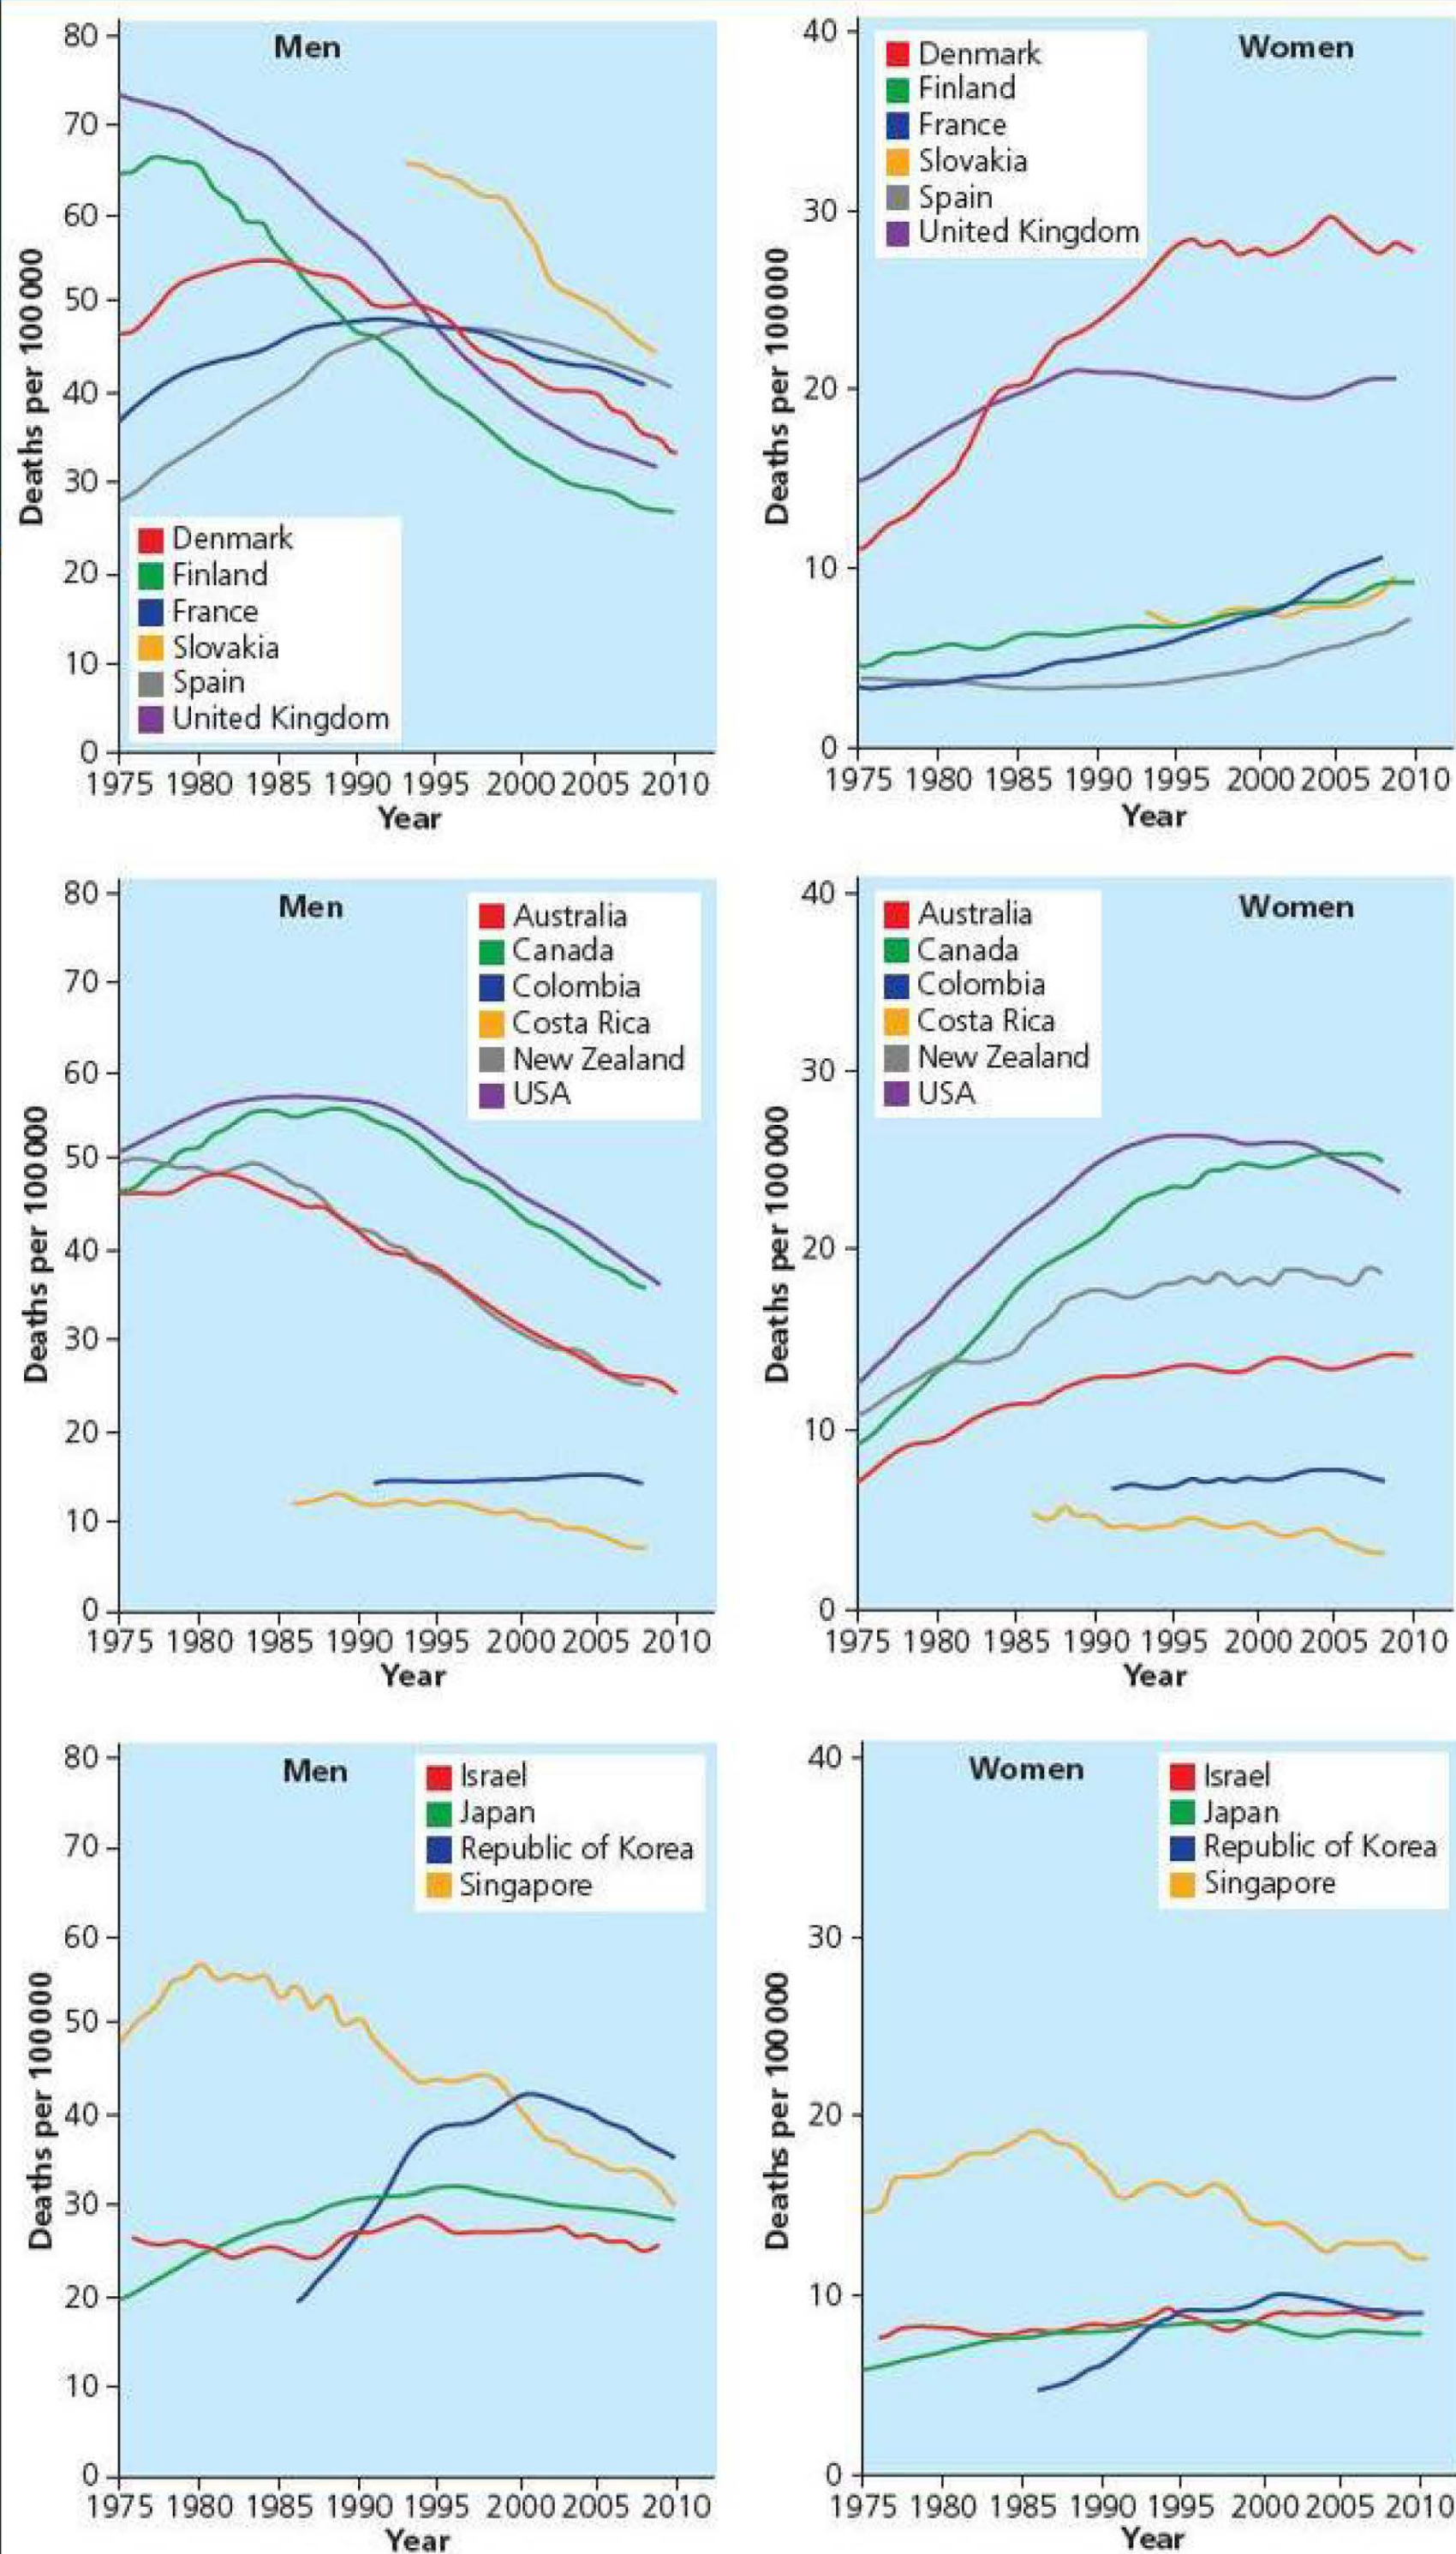 Men
Deaths per 100 000
80
70
60
50
40
30
20
10
0
Denmark
Finland
France
Slovakia
Spain
United Kingdom
1975 1980 1985 1990 1995 2000 2005 2010
Year
Women
Deaths per 100 000
40
30
20
10
0
Denmark
Finland
France
Slovakia
Spain
United Kingdom
1975 1980 1985 1990 1995 2000 2005 2010
Year
Men
Deaths per 100 000
80
70
60
50
40
30
20
10
0
Australia
Canada
Colombia
Costa Rica
New Zealand
USA
1975 1980 1985 1990 1995 2000 2005 2010
Year
Women
Deaths per 100 000
40
30
20
10
0
Australia
Canada
Colombia
Costa Rica
New Zealand
USA
1975 1980 1985 1990 1995 2000 2005 2010
Year
Men
Deaths per 100 000
80
70
60
50
40
30
20
10
0
Israel
Japan
Republic of Korea
Singapore
1975 1980 1985 1990 1995 2000 2005 2010
Year
Women
Deaths per 100 000
40
30
20
10
0
Israel
Japan
Republic of Korea
Singapore
1975 1980 1985 1990 1995 2000 2005 2010
Year